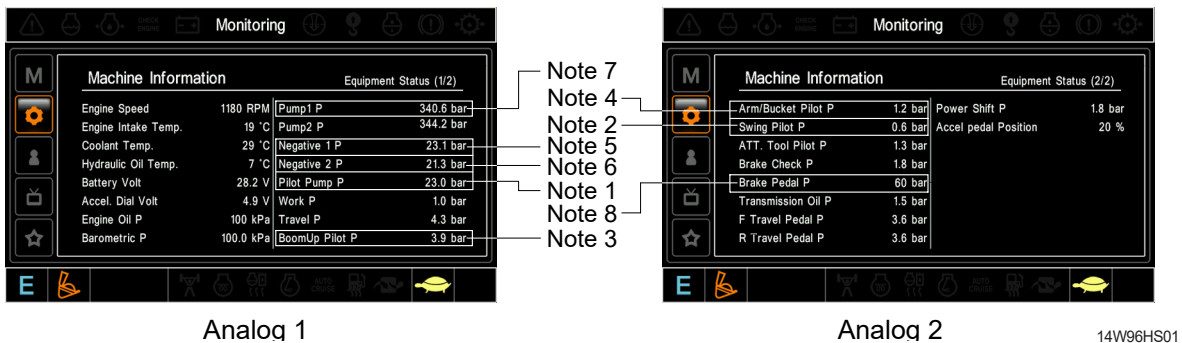 CHECK ENGINE
Monitoring
M
Machine Information
Equipment Status (1/2)
Engine Speed 1180 RPM Pump1 P 340.6 bar
Engine Intake Temp. 19 °C Pump2 P 344.2 bar
Coolant Temp. 29 °C Negative 1 P 23.1 bar
Hydraulic Oil Temp. 7 °C Negative 2 P 21.3 bar
Battery Volt 28.2 V Pilot Pump P 23.0 bar
Accel. Dial Volt 4.9 V Work P 1.0 bar
Engine Oil P 100 kPa Travel P 4.3 bar
Barometric P 100.0 kPa BoomUp Pilot P 3.9 bar
E
AUTO CRUISE
Analog 1
Note 7
Note 4
Note 2
Note 5
Note 6
Note 1
Note 8
Note 3
CHECK ENGINE
Monitoring
M
Machine Information
Equipment Status (2/2)
Arm/Bucket Pilot P 1.2 bar Power Shift P 1.8 bar
Swing Pilot P 0.6 bar Accel pedal Position 20 %
ATT. Tool Pilot P 1.3 bar
Brake Check P 1.8 bar
Brake Pedal P 60 bar
Transmission Oil P 1.5 bar
F Travel Pedal P 3.6 bar
R Travel Pedal P 3.6 bar
E
AUTO CRUISE
Analog 2
14W96HS01